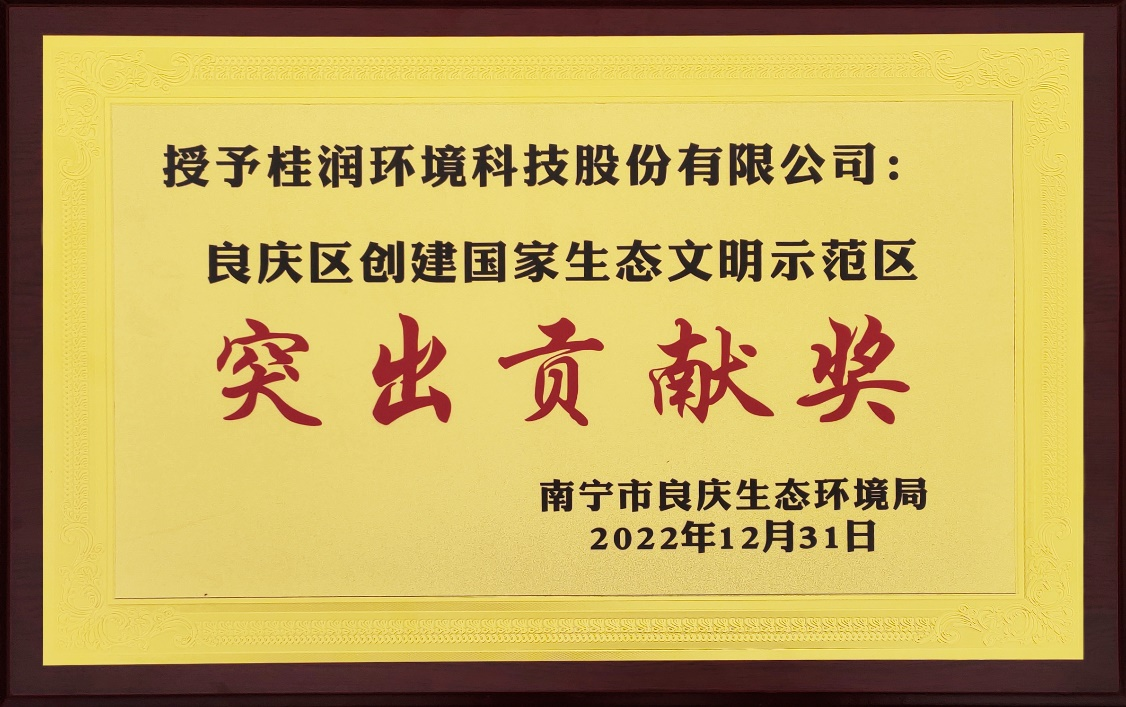 授予桂润环境科技股份有限公司：
良庆区创建国家生态文明示范区
突出贡献奖
南宁市良庆生态环境局
2022年12月31日